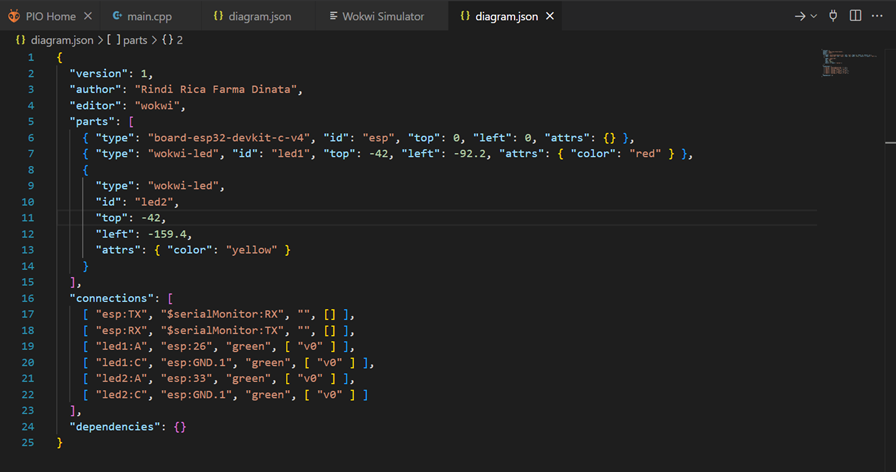 PIO Home
main.cpp
diagram.json
Wokwi Simulator
diagram.json
diagram.json > [ ] parts > {} 2
1 {
2 "version": 1,
3 "author": "Rindi Rica Farma Dinata",
4 "editor": "wokwi",
5 "parts": [
6 { "type": "board-esp32-devkit-c-v4", "id": "esp", "top": 0, "left": 0, "attrs": {} },
7 { "type": "wokwi-led", "id": "led1", "top": -42, "left": -92.2, "attrs": { "color": "red" } },
8 {
9 "type": "wokwi-led",
10 "id": "led2",
11 "top": -42,
12 "left": -159.4,
13 "attrs": { "color": "yellow" }
14 }
15 ],
16 "connections": [
17 [ "esp:TX", "$serialMonitor:RX", "", [] ],
18 [ "esp:RX", "$serialMonitor:TX", "", [] ],
19 [ "led1:A", "esp:26", "green", [ "v0" ] ],
20 [ "led1:C", "esp:GND.1", "green", [ "v0" ] ],
21 [ "led2:A", "esp:33", "green", [ "v0" ] ],
22 [ "led2:C", "esp:GND.1", "green", [ "v0" ] ]
23 ],
24 "dependencies": {}
25 }